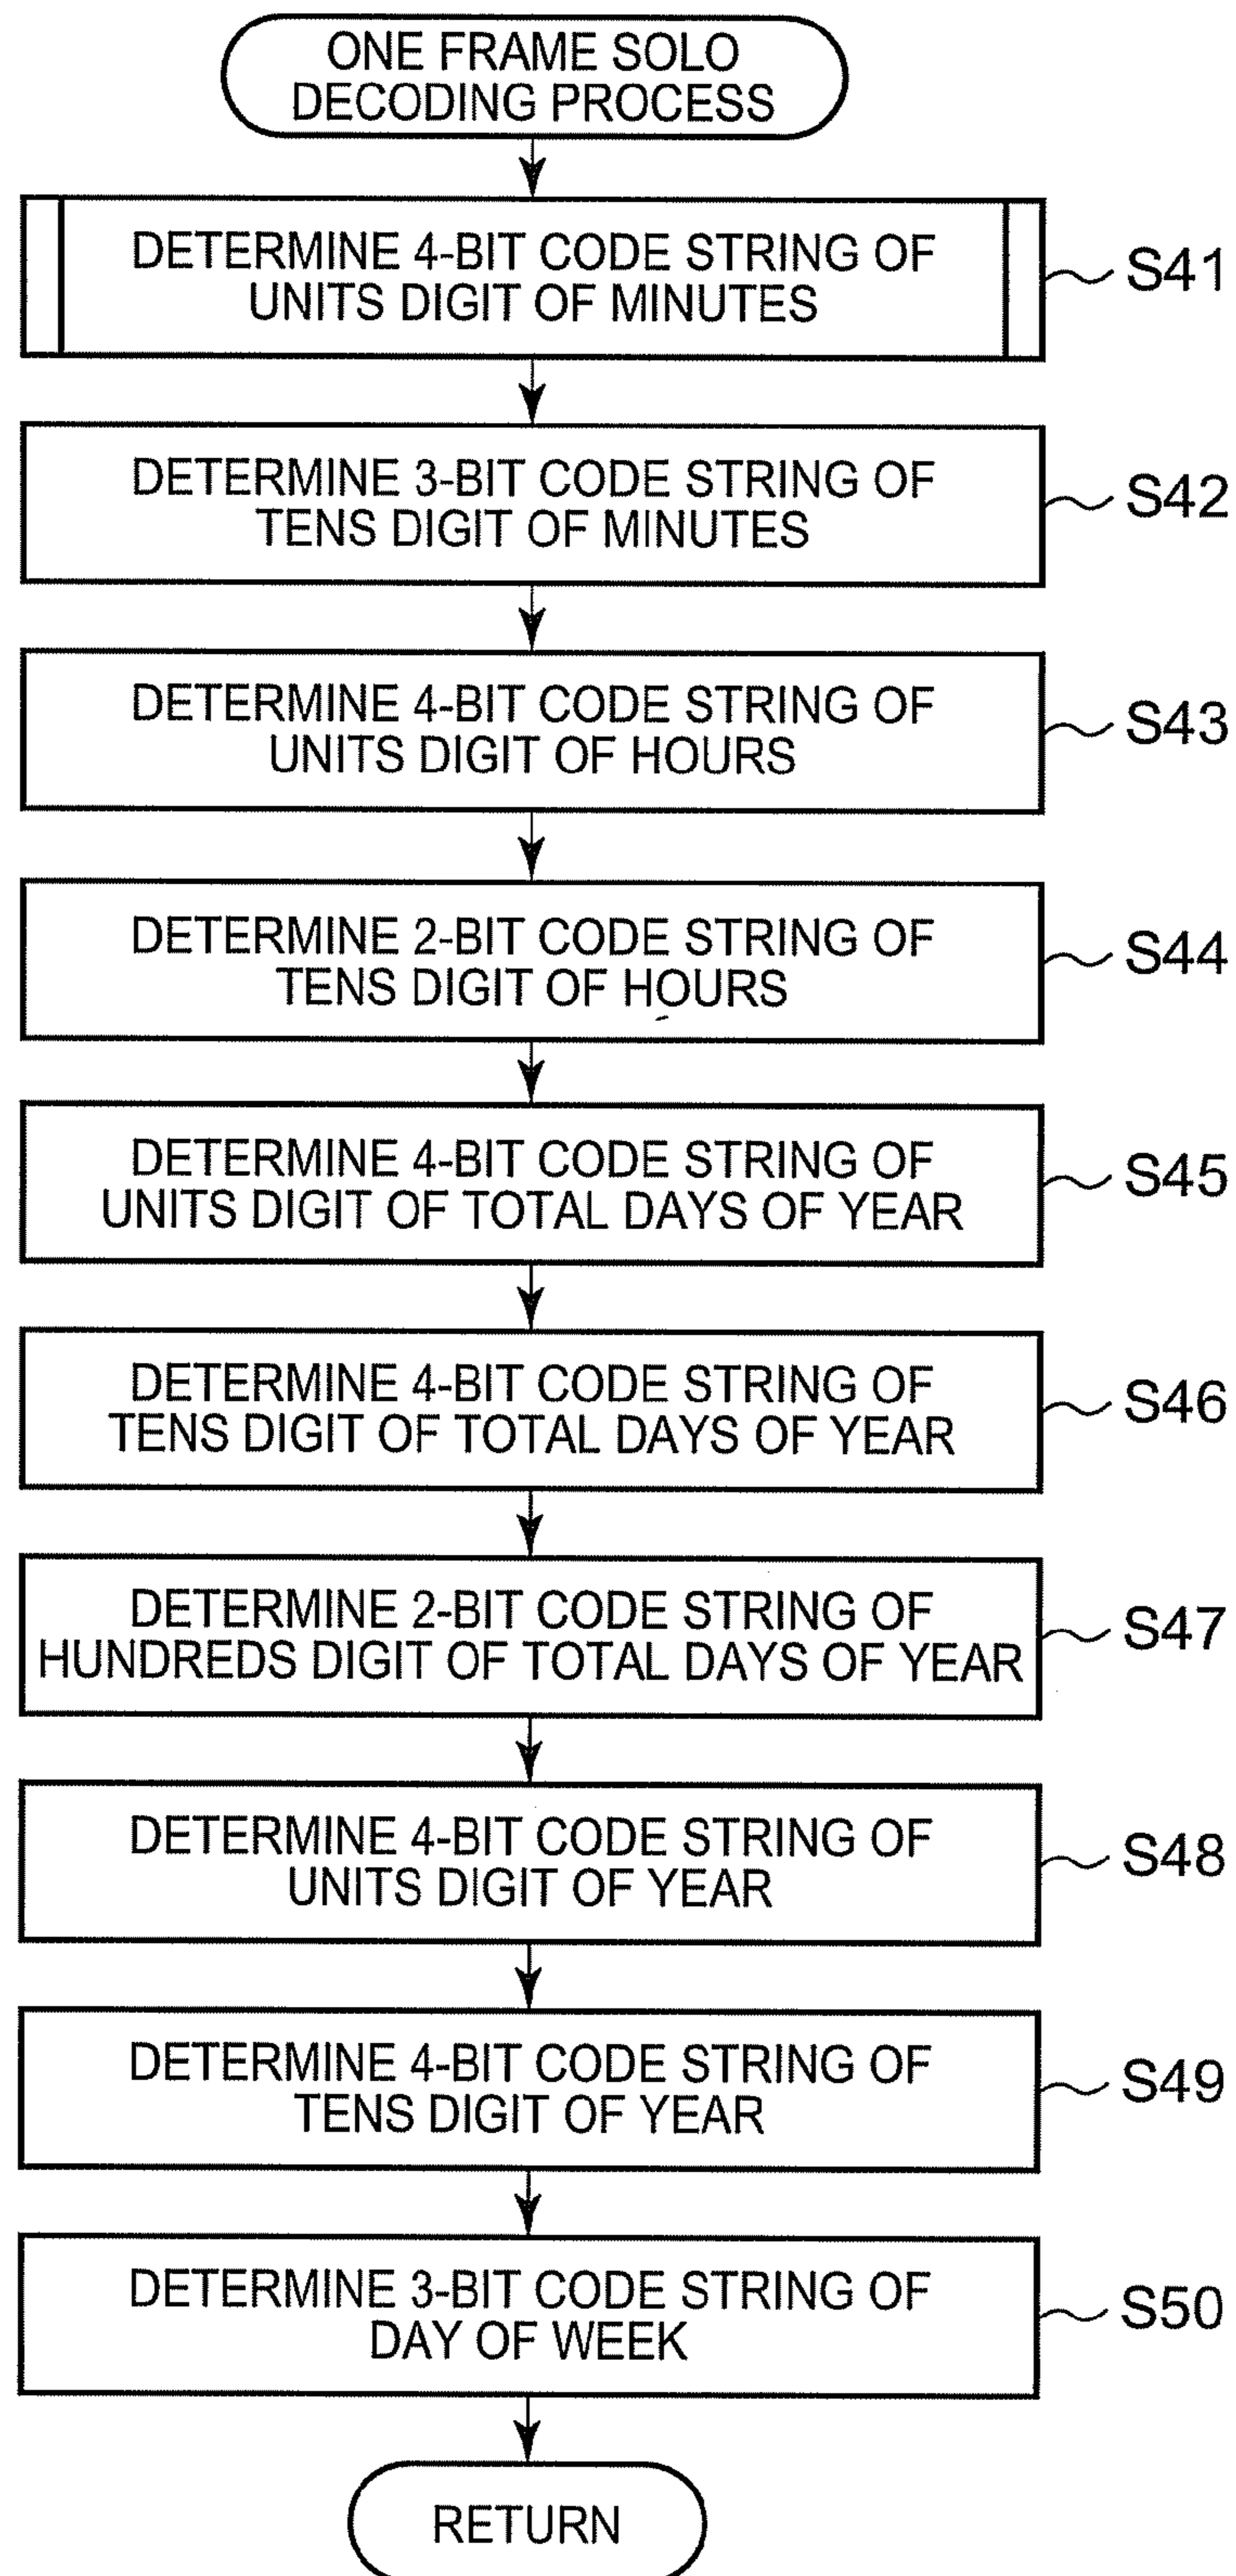 ONE FRAME SOLO
DECODING PROCESS
DETERMINE 4-BIT CODE STRING OF
UNITS DIGIT OF MINUTES
S41
DETERMINE 3-BIT CODE STRING OF
TENS DIGIT OF MINUTES
S42
DETERMINE 4-BIT CODE STRING OF
UNITS DIGIT OF HOURS
S43
DETERMINE 2-BIT CODE STRING OF
TENS DIGIT OF HOURS
S44
DETERMINE 4-BIT CODE STRING OF
UNITS DIGIT OF TOTAL DAYS OF YEAR
S45
DETERMINE 4-BIT CODE STRING OF
TENS DIGIT OF TOTAL DAYS OF YEAR
S46
DETERMINE 2-BIT CODE STRING OF
HUNDREDS DIGIT OF TOTAL DAYS OF YEAR
S47
DETERMINE 4-BIT CODE STRING OF
UNITS DIGIT OF YEAR
S48
DETERMINE 4-BIT CODE STRING OF
TENS DIGIT OF YEAR
S49
DETERMINE 3-BIT CODE STRING OF
DAY OF WEEK
S50
RETURN